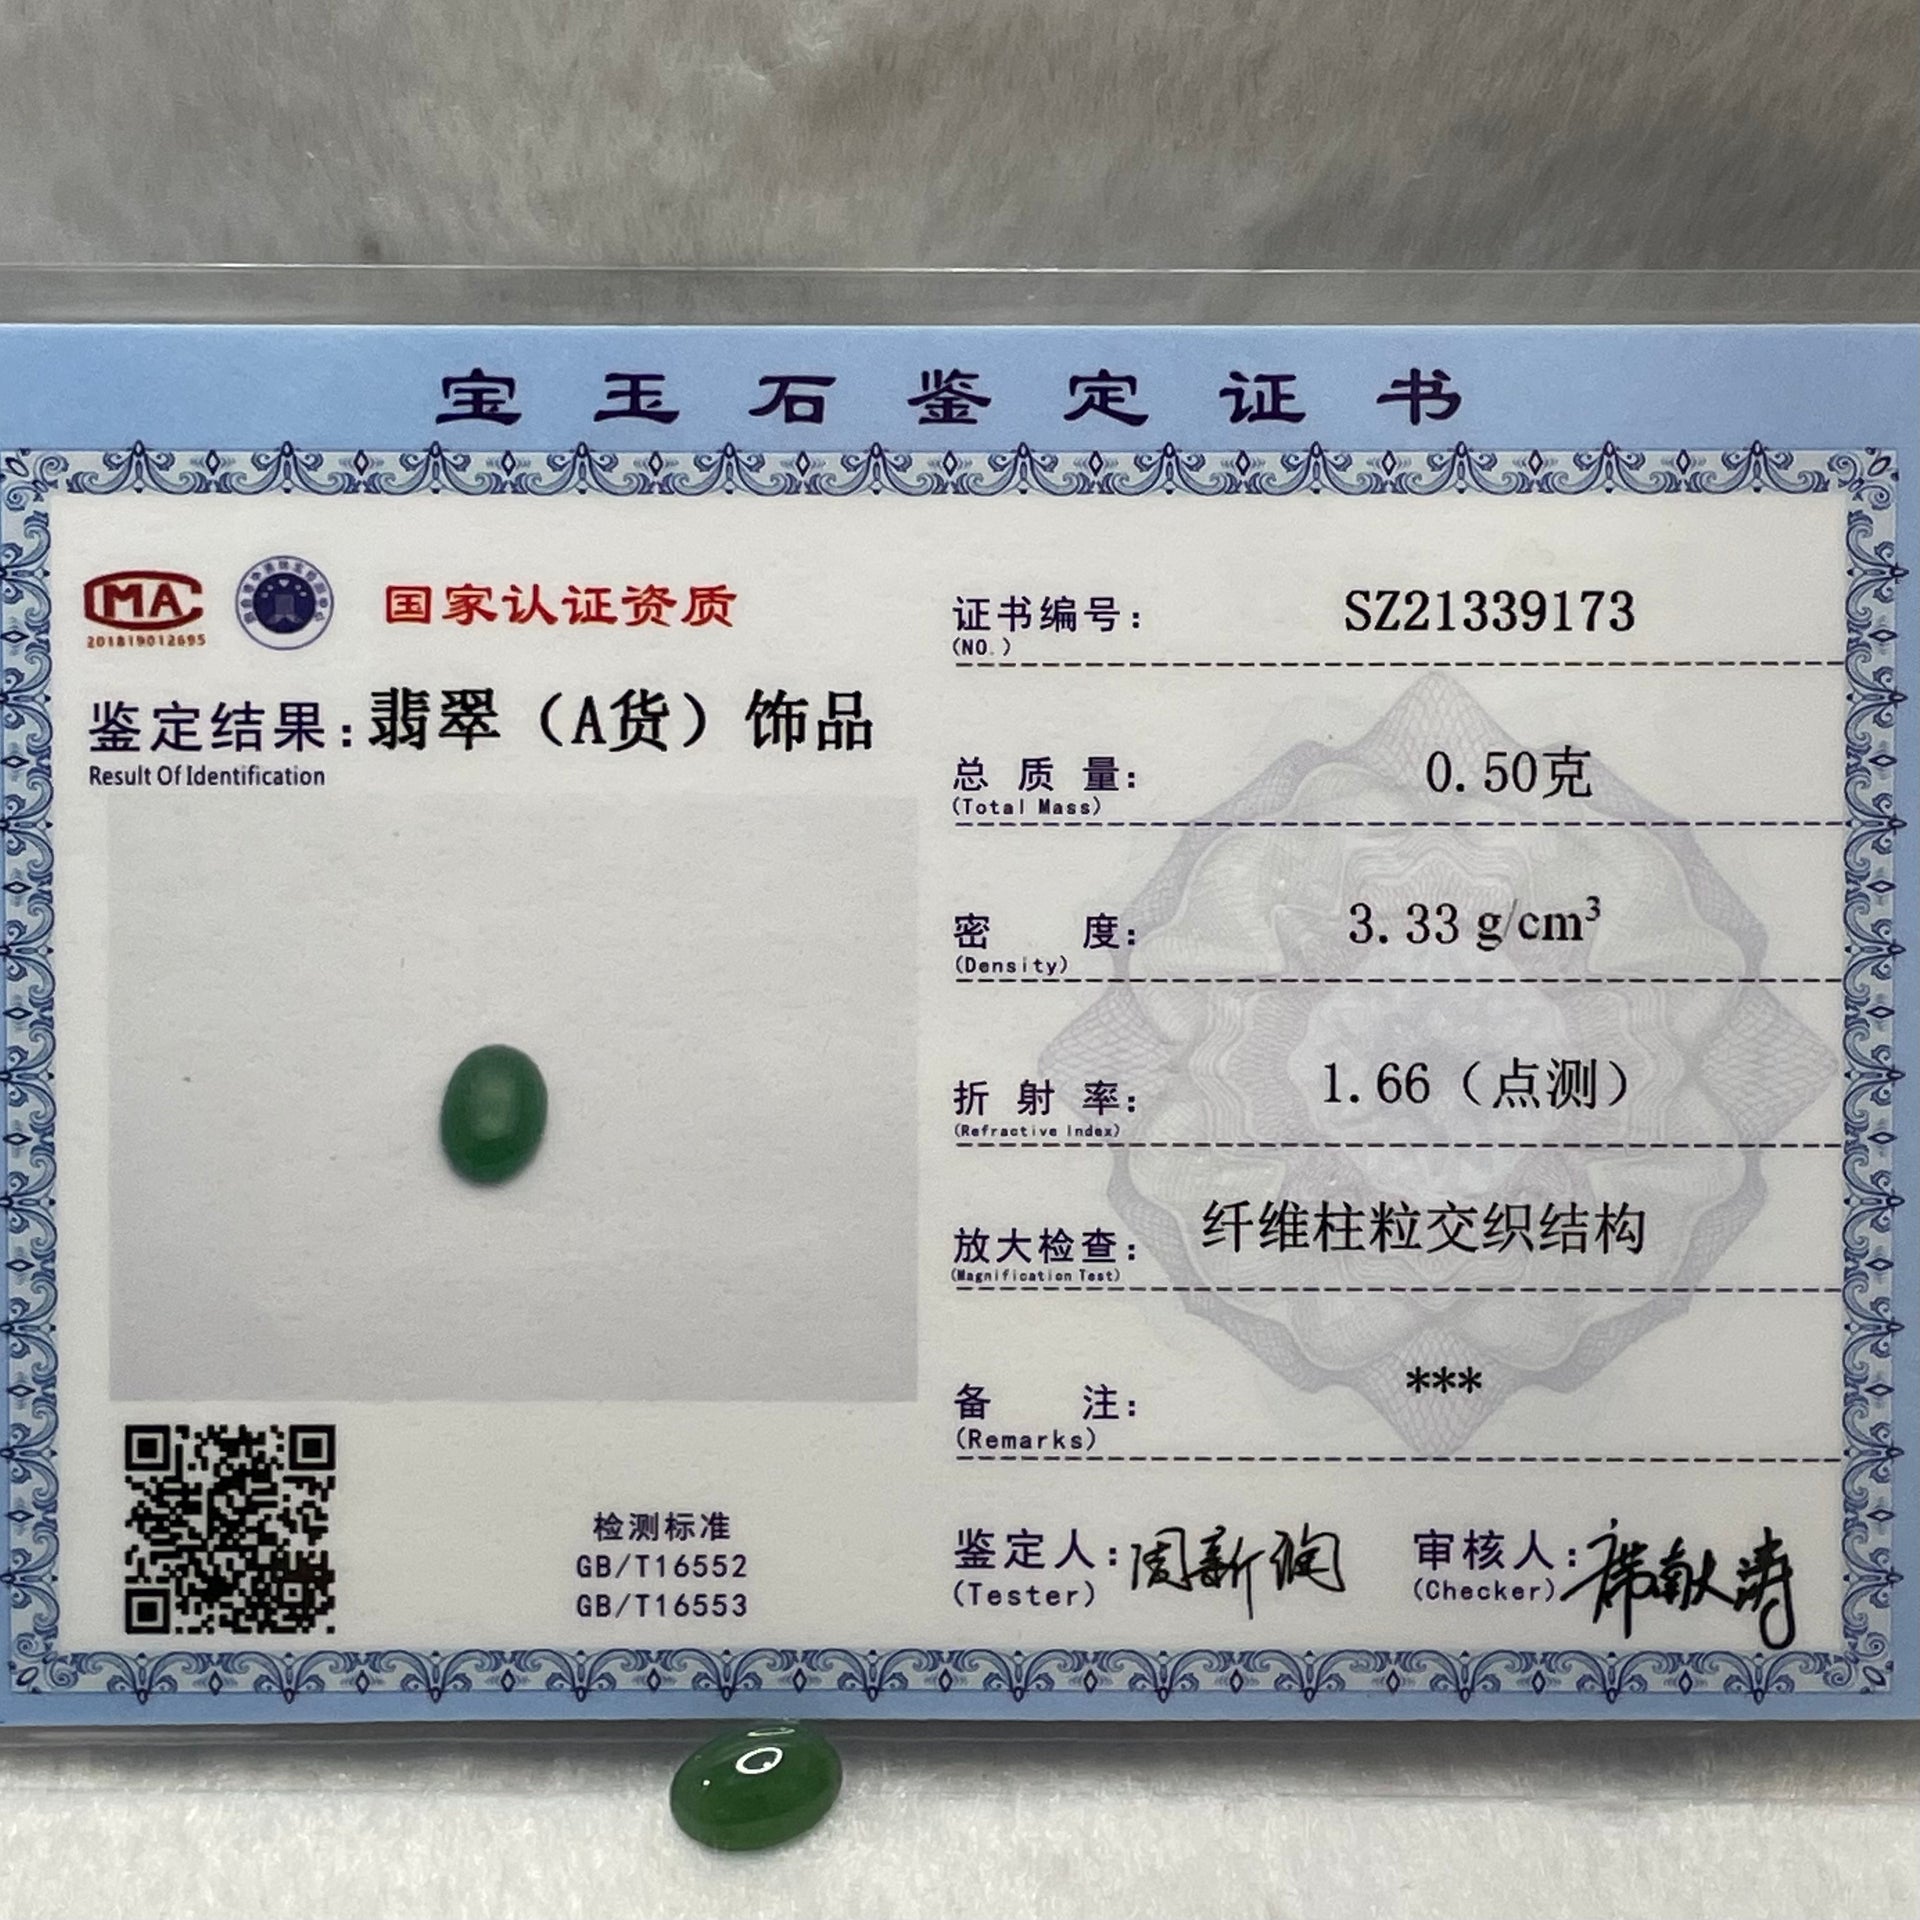 宝玉石鉴定证书
CMA
201819012695
国家认证资质
鉴定结果:翡翠（A货）饰品
Result Of Identification
检测标准
GB/T16552
GB/T16553
证书编号: SZ21339173
(NO.)
总质量: 0.50克
(Total Mass)
密度: 3.33 g/cm³
(Density)
折射率: 1.66（点测）
(Refractive Index)
放大检查: 纤维柱粒交织结构
(Magnification Test)
备注: ***
(Remarks)
鉴定人:周新润
(Tester)
审核人:
(Checker)